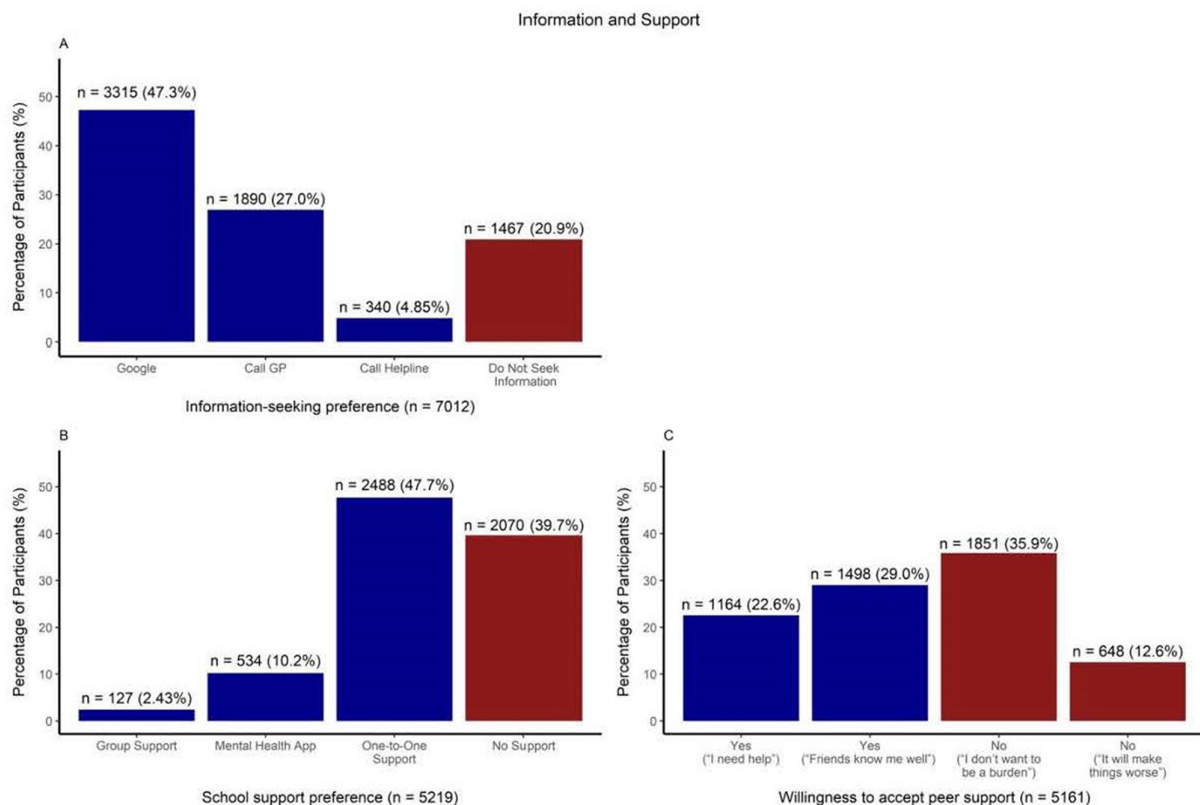 Information and Support
A
Percentage of Participants (%)
50
40
30
20
10
0
n = 3315 (47.3%)
n = 1890 (27.0%)
n = 340 (4.85%)
n = 1467 (20.9%)
Google
Call GP
Call Helpline
Do Not Seek
Information
Information-seeking preference (n = 7012)
B
Percentage of Participants (%)
50
40
30
20
10
0
n = 127 (2.43%)
n = 534 (10.2%)
n = 2488 (47.7%)
n = 2070 (39.7%)
Group Support
Mental Health App
One-to-One
Support
No Support
School support preference (n = 5219)
C
Percentage of Participants (%)
50
40
30
20
10
0
n = 1164 (22.6%)
n = 1498 (29.0%)
n = 1851 (35.9%)
n = 648 (12.6%)
Yes
("I need help")
Yes
("Friends know me well")
No
("I don't want to
be a burden")
No
("It will make
things worse")
Willingness to accept peer support (n = 5161)